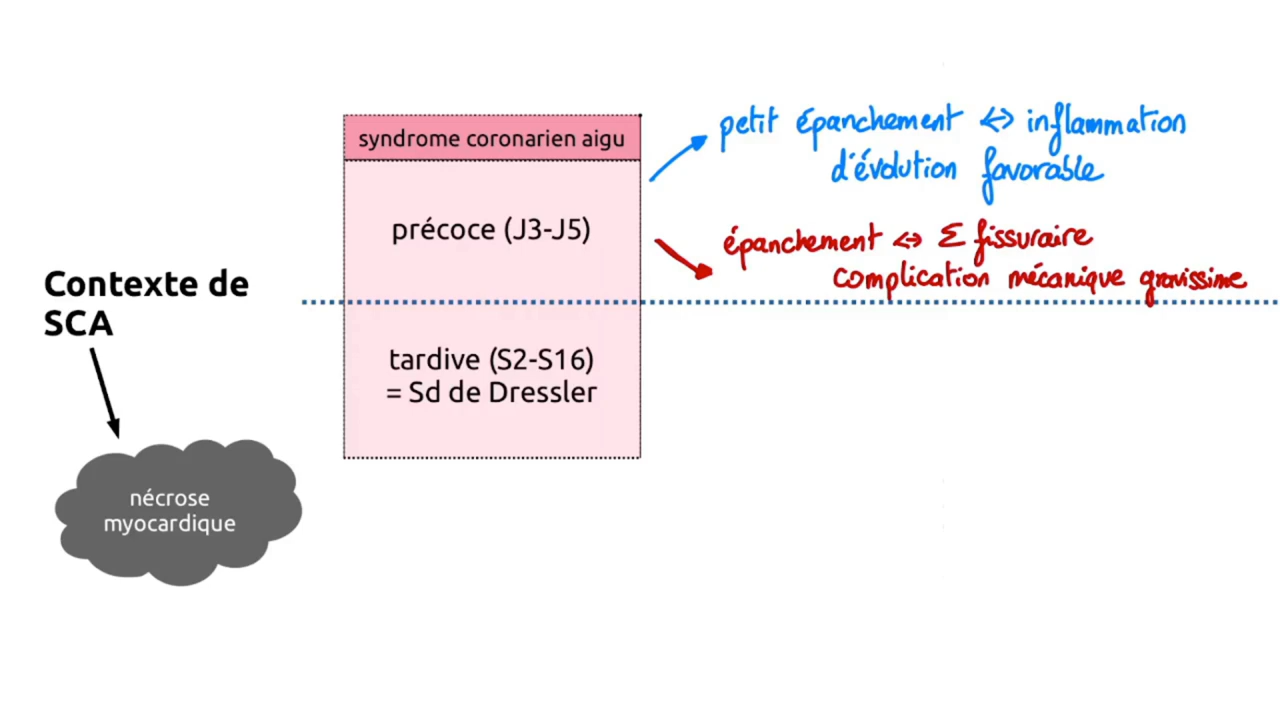 syndrome coronarien aigu
précoce (J3-J5)
petit épanchement <-> inflammation
d'évolution favorable
épanchement <-> Σ fissuraire
complication mécanique gravissime
Contexte de
SCA
tardive (S2-S16)
= Sd de Dressler
nécrose
myocardique